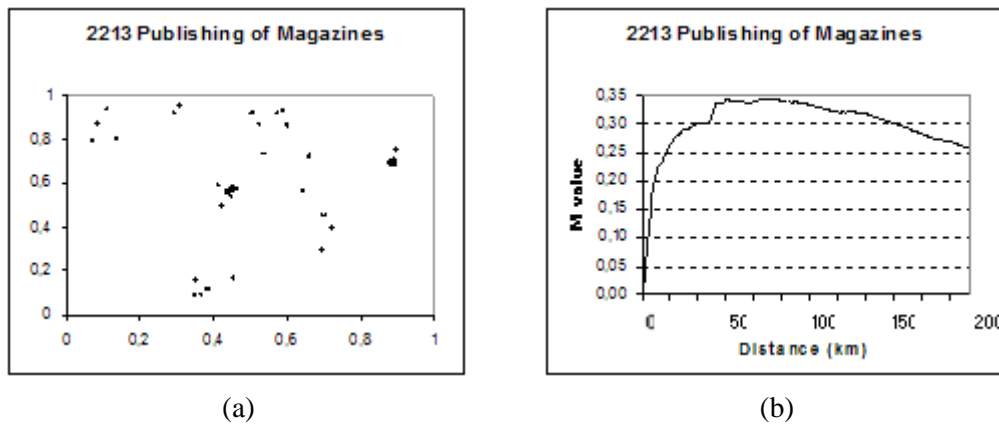 2213 Publishing of Magazines
1
0,8
0,6
0,4
0,2
0
0 0,2 0,4 0,6 0,8 1
(a)
2213 Publishing of Magazines
M value
0,35
0,30
0,25
0,20
0,15
0,10
0,05
0,00
0 50 100 150 200
Distance (km)
(b)